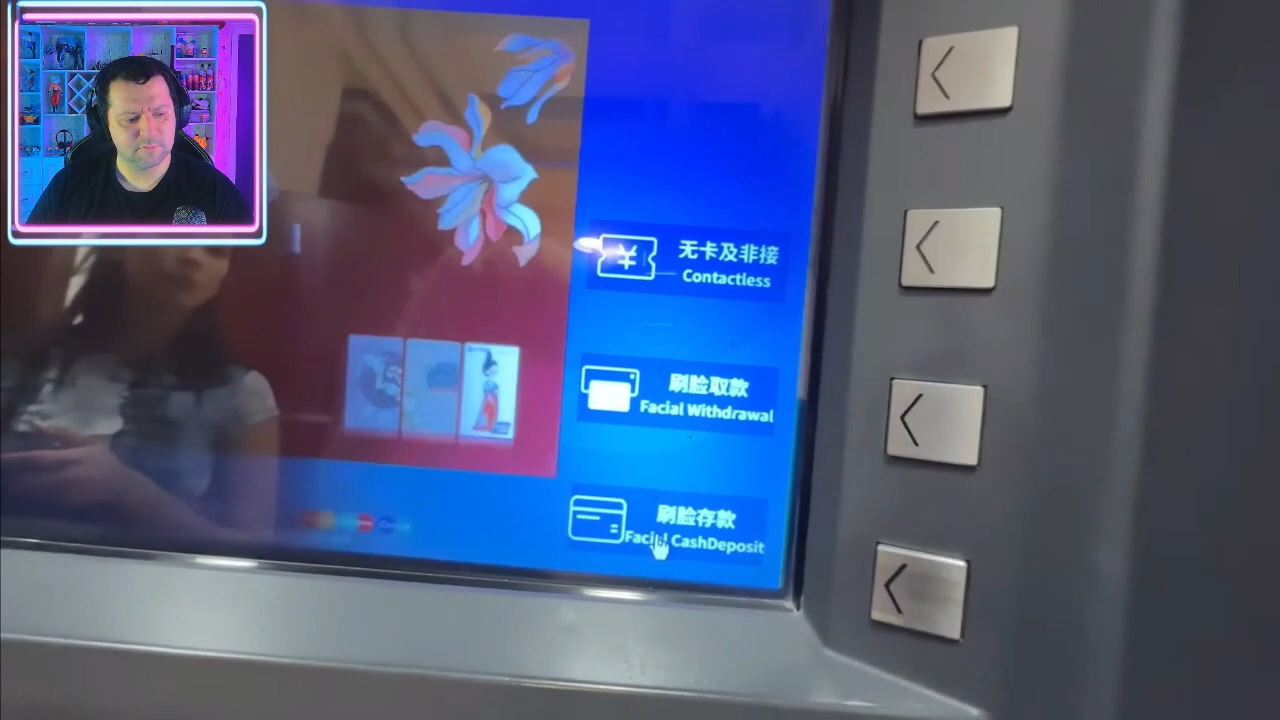 无卡及非接
Contactless
刷脸取款
Facial Withdrawal
刷脸存款
Facial CashDeposit